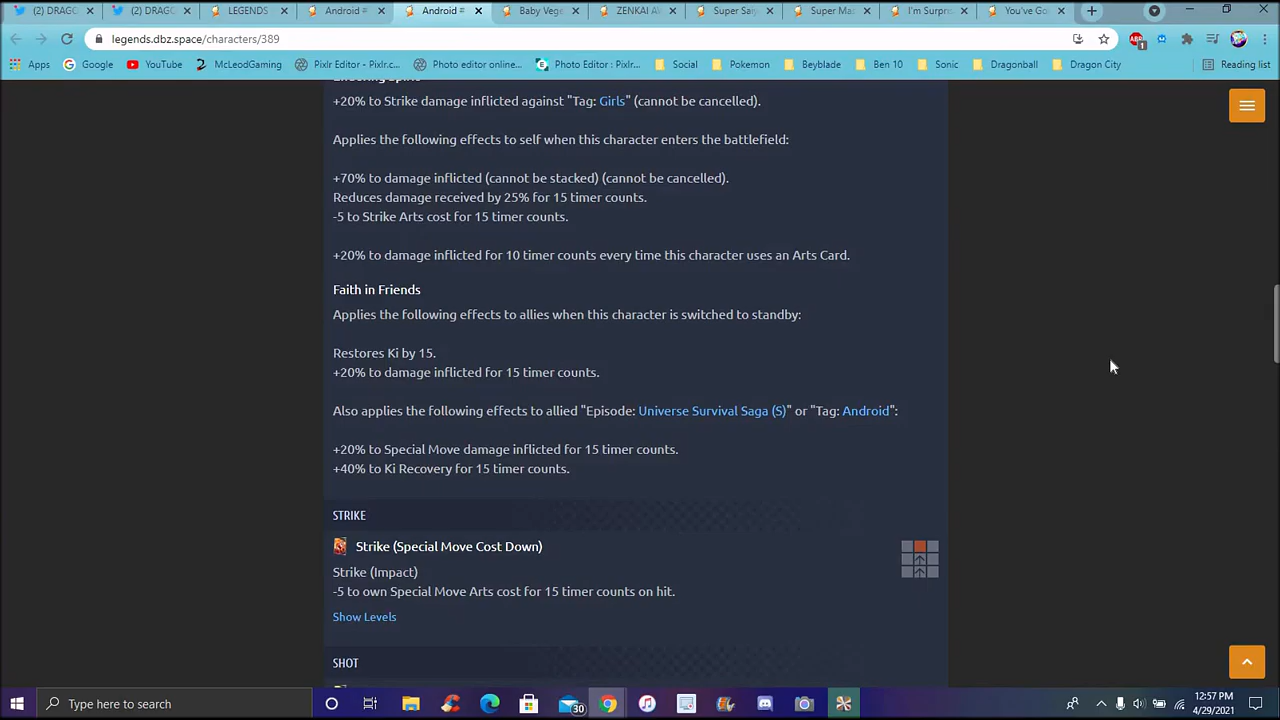 (2) DRAGO
(2) DRAGO
LEGENDS
Android #
Android #
Baby Vege
ZENKAI AW
Super Saiy
Super Mas
I'm Surpri
You've Go
legends.dbz.space/characters/389
Apps
Google
YouTube
McLeodGaming
Pixlr Editor - Pixlr.c...
Photo editor online...
Photo Editor : Pixlr...
Social
Pokemon
Beyblade
Ben 10
Sonic
Dragonball
Dragon City
Reading list
+20% to Strike damage inflicted against "Tag: Girls" (cannot be cancelled).
Applies the following effects to self when this character enters the battlefield:
+70% to damage inflicted (cannot be stacked) (cannot be cancelled).
Reduces damage received by 25% for 15 timer counts.
-5 to Strike Arts cost for 15 timer counts.
+20% to damage inflicted for 10 timer counts every time this character uses an Arts Card.
Faith in Friends
Applies the following effects to allies when this character is switched to standby:
Restores Ki by 15.
+20% to damage inflicted for 15 timer counts.
Also applies the following effects to allied "Episode: Universe Survival Saga (S)" or "Tag: Android":
+20% to Special Move damage inflicted for 15 timer counts.
+40% to Ki Recovery for 15 timer counts.
STRIKE
Strike (Special Move Cost Down)
Strike (Impact)
-5 to own Special Move Arts cost for 15 timer counts on hit.
Show Levels
SHOT
Type here to search
30
12:57 PM
4/29/2021